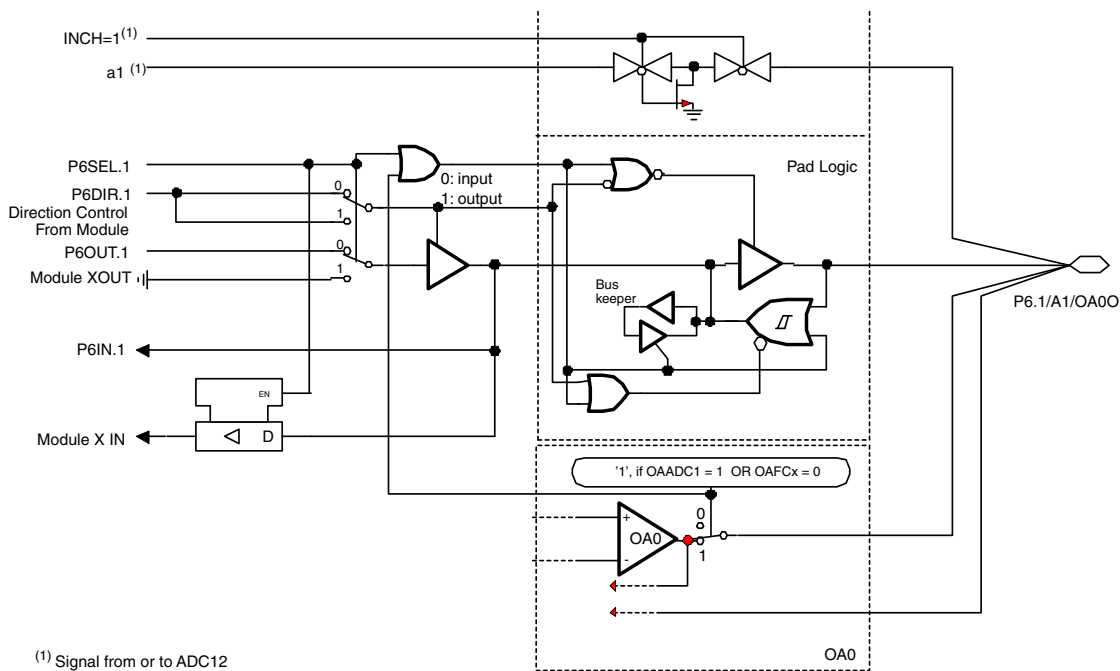 INCH=1(1)
a1 (1)
P6SEL.1
0: input
1: output
Pad Logic
P6DIR.1
0
Direction Control
From Module
1
P6OUT.1
0
Module XOUT
1
Bus
keeper
P6.1/A1/OA0O
P6IN.1
EN
Module X IN
D
'1', if OAADC1 = 1 OR OAFCx = 0
0
+
OA0
-
1
(1) Signal from or to ADC12
OA0